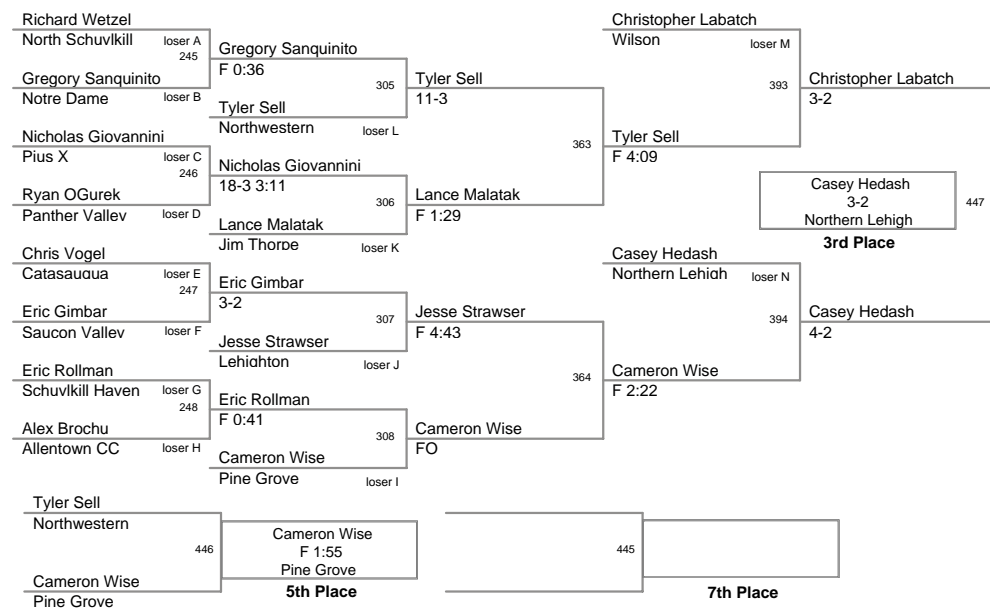 Richard Wetzel
North Schuylkill
loser A
245
Gregory Sanquinito
Notre Dame
loser B
Nicholas Giovannini
Pius X
loser C
246
Ryan OGurek
Panther Valley
loser D
Chris Vogel
Catasauqua
loser E
247
Eric Gimbar
Saucon Valley
loser F
Eric Rollman
Schuylkill Haven
loser G
248
Alex Brochu
Allentown CC
loser H
Gregory Sanquinito
F 0:36
305
Tyler Sell
Northwestern
loser L
Nicholas Giovannini
18-3 3:11
306
Lance Malatak
Jim Thorpe
loser K
Eric Gimbar
3-2
307
Jesse Strawser
Lehighton
loser J
Eric Rollman
F 0:41
308
Cameron Wise
Pine Grove
loser I
Tyler Sell
11-3
363
Lance Malatak
F 1:29
Jesse Strawser
F 4:43
364
Cameron Wise
FO
Christopher Labatch
Wilson
loser M
393
Tyler Sell
F 4:09
Casey Hedash
Northern Lehigh
loser N
394
Cameron Wise
F 2:22
Christopher Labatch
3-2
Casey Hedash
3-2
Northern Lehigh
447
3rd Place
Casey Hedash
4-2
Tyler Sell
Northwestern
446
Cameron Wise
Pine Grove
Cameron Wise
F 1:55
Pine Grove
5th Place
445
7th Place